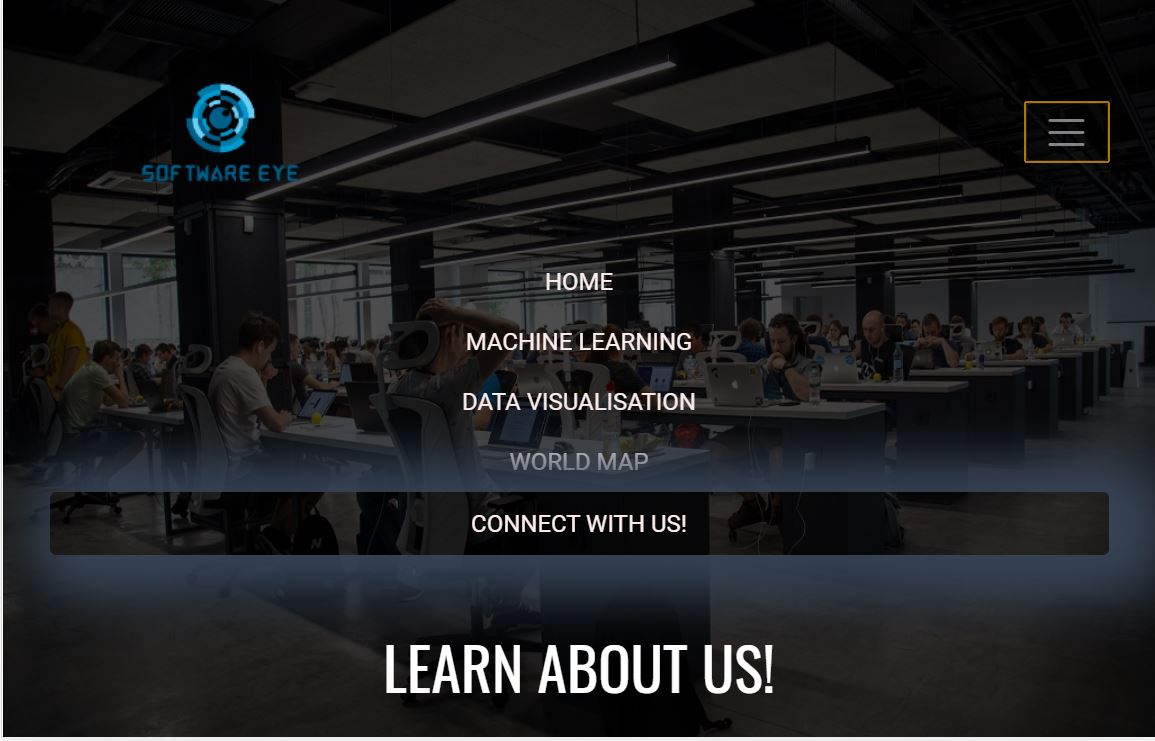 SOFTWARE EYE
HOME
MACHINE LEARNING
DATA VISUALISATION
WORLD MAP
CONNECT WITH US!
LEARN ABOUT US!